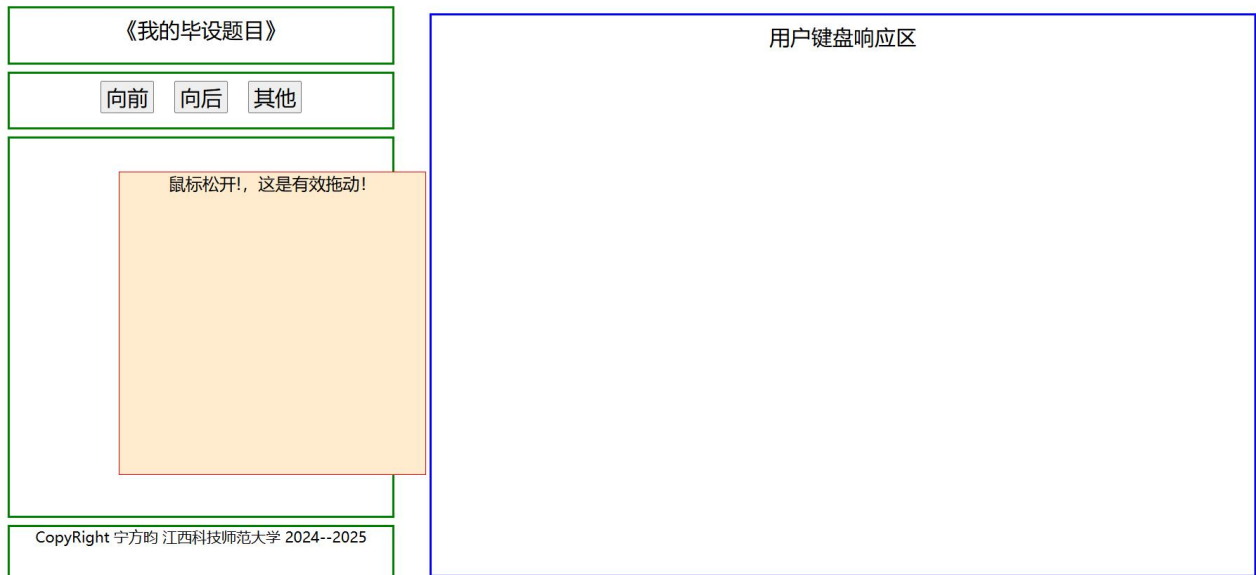 《我的毕设题目》
向前 向后 其他
鼠标松开!，这是有效拖动！
CopyRight 宁方昀 江西科技师范大学 2024--2025
用户键盘响应区